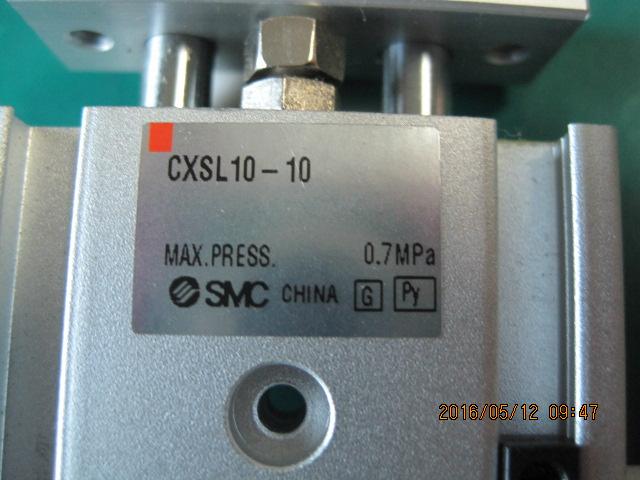 CXSL10-10
MAX.PRESS. 0.7MPa
SMC CHINA G Py
2016/05/12 09:47